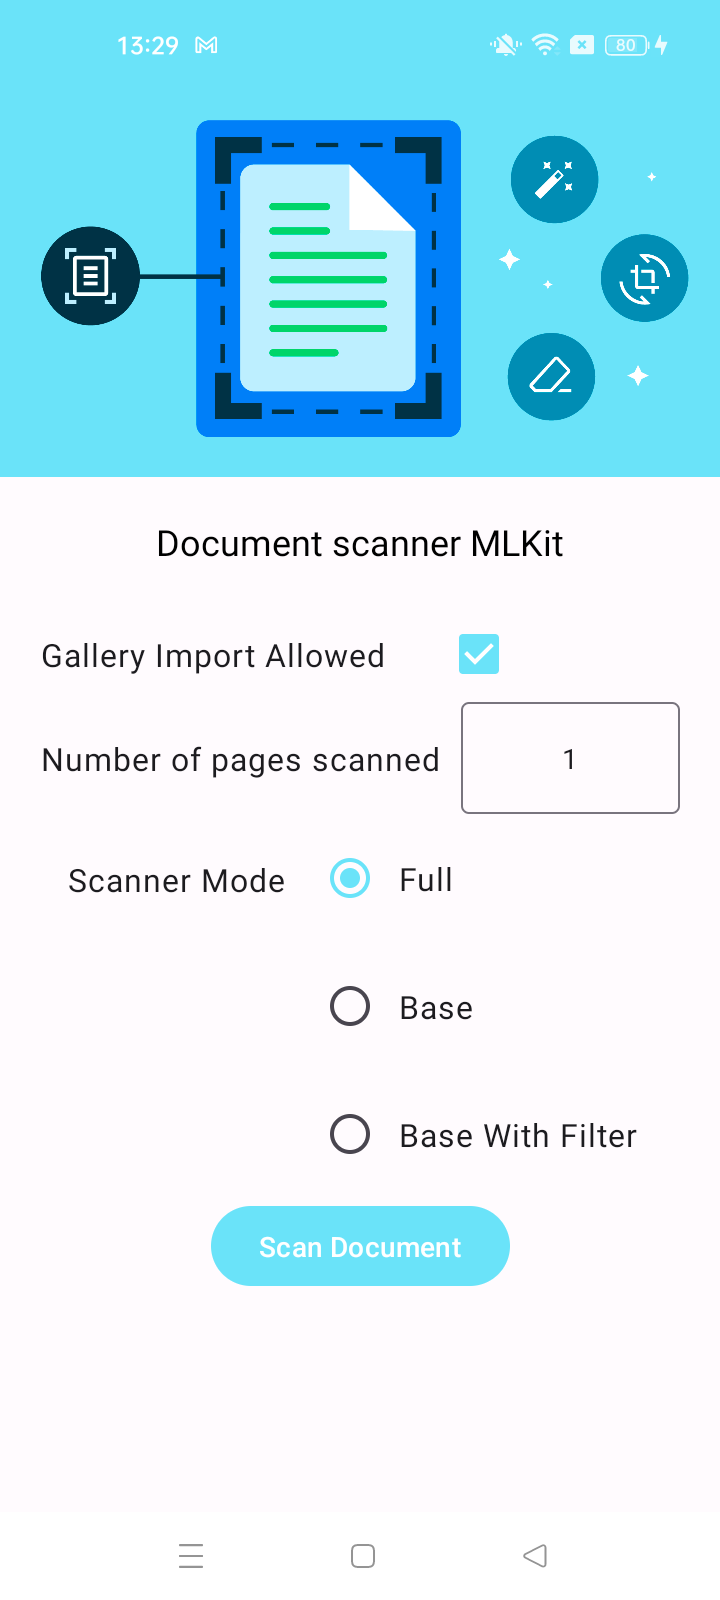 13:29
80
Document scanner MLKit
Gallery Import Allowed
Number of pages scanned 1
Scanner Mode Full
Base
Base With Filter
Scan Document